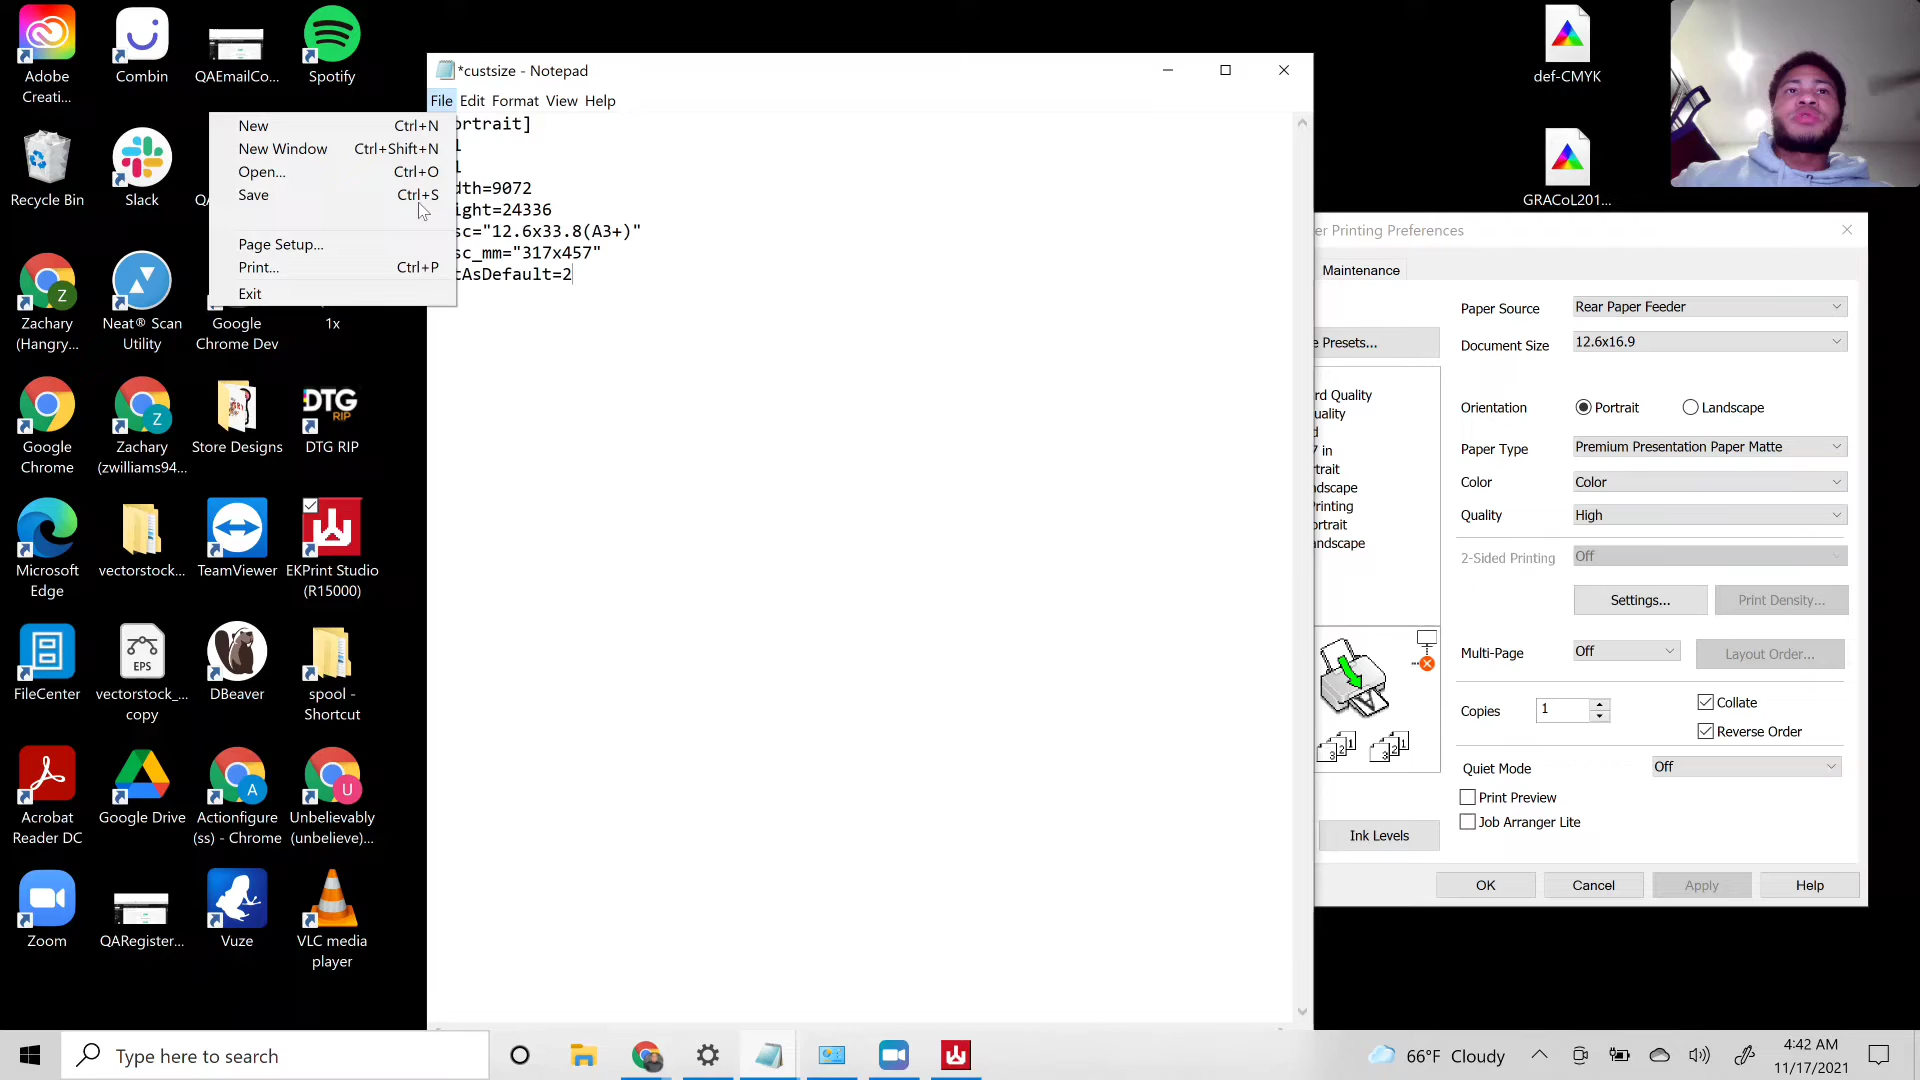 Adobe
Creati...
Combin
QAEmailCo...
Spotify
Recycle Bin
Slack
QA
Zachary
(Hangry...
Neat® Scan
Utility
Google
Chrome Dev
1x
Google
Chrome
Zachary
(zwilliams94...
Store Designs
DTG
RIP
DTG RIP
Microsoft
Edge
vectorstock...
TeamViewer
EKPrint Studio
(R15000)
FileCenter
EPS
vectorstock_...
copy
DBeaver
spool -
Shortcut
Acrobat
Reader DC
Google Drive
Actionfigure
(ss) - Chrome
Unbelievably
(unbelieve)...
Zoom
QARegister...
Vuze
VLC media
player
*custsize - Notepad
File Edit Format View Help
New Ctrl+N
New Window Ctrl+Shift+N
Open... Ctrl+O
Save Ctrl+S
Page Setup...
Print... Ctrl+P
Exit
ortrait]
1
1
dth=9072
ight=24336
sc="12.6x33.8(A3+)"
sc_mm="317x457"
tAsDefault=2
def-CMYK
GRACoL201...
er Printing Preferences
Maintenance
e Presets...
rd Quality
uality
d
7 in
trait
ndscape
Printing
ortrait
andscape
Ink Levels
Paper Source Rear Paper Feeder
Document Size 12.6x16.9
Orientation Portrait Landscape
Paper Type Premium Presentation Paper Matte
Color Color
Quality High
2-Sided Printing Off
Settings... Print Density...
Multi-Page Off Layout Order...
Copies 1 Collate
Reverse Order
Quiet Mode Off
Print Preview
Job Arranger Lite
OK Cancel Apply Help
Type here to search
66°F Cloudy
4:42 AM
11/17/2021